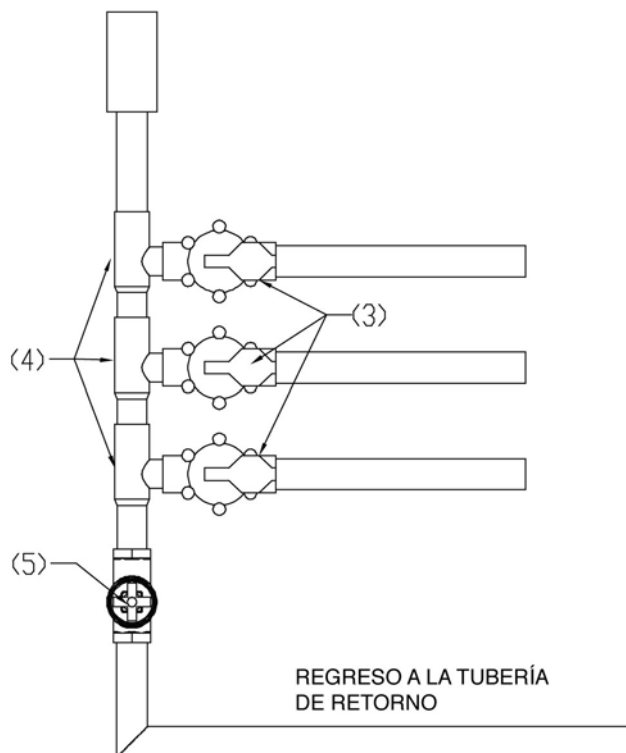 (3)
(4)
(5)
REGRESO A LA TUBERÍA
DE RETORNO